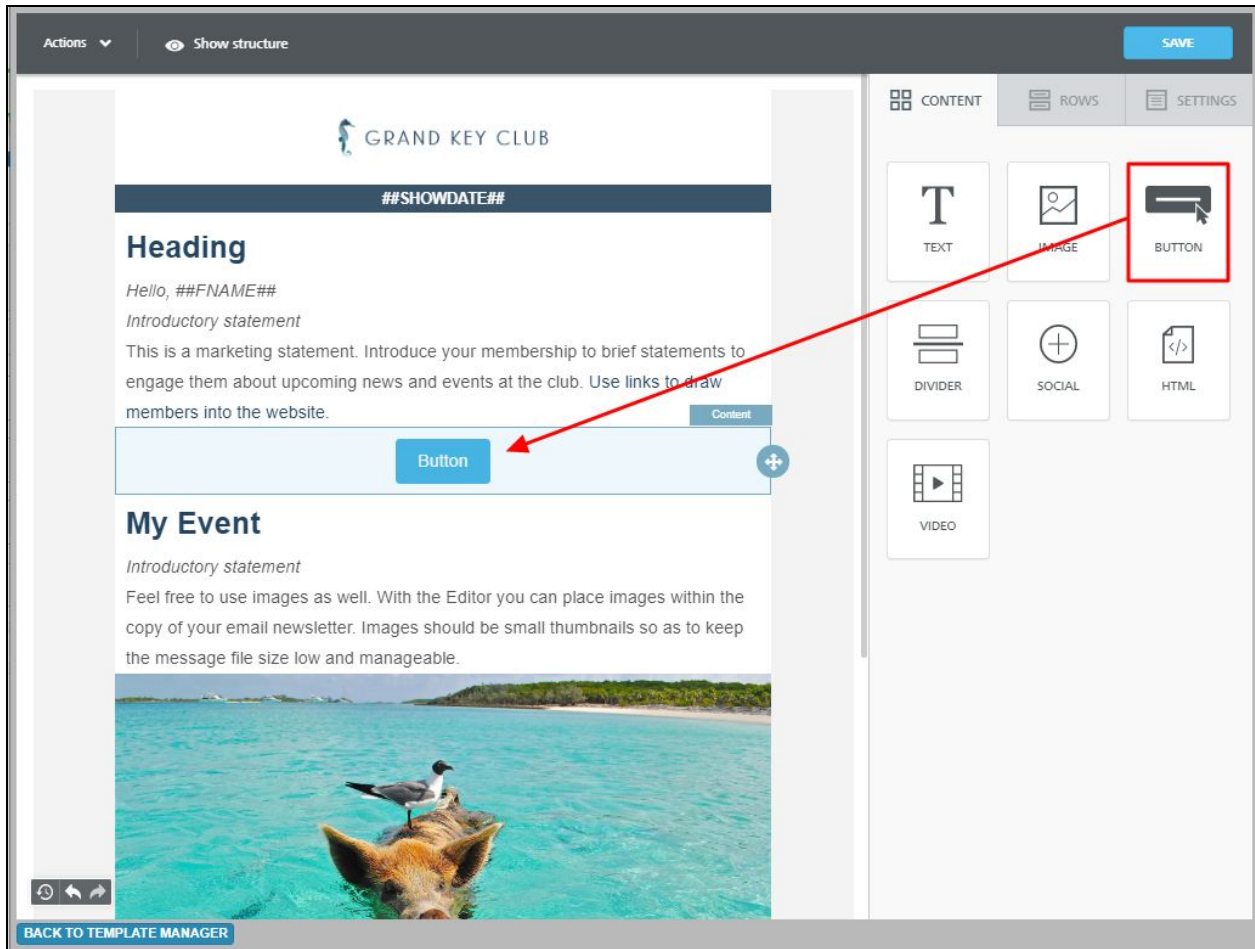 Actions
Show structure
SAVE
CONTENT
ROWS
SETTINGS
GRAND KEY CLUB
##SHOWDATE##
Heading
Hello, ##FNAME##
Introductory statement
This is a marketing statement. Introduce your membership to brief statements to
engage them about upcoming news and events at the club. Use links to draw
members into the website.
Content
Button
My Event
Introductory statement
Feel free to use images as well. With the Editor you can place images within the
copy of your email newsletter. Images should be small thumbnails so as to keep
the message file size low and manageable.
TEXT
IMAGE
BUTTON
DIVIDER
SOCIAL
HTML
VIDEO
BACK TO TEMPLATE MANAGER